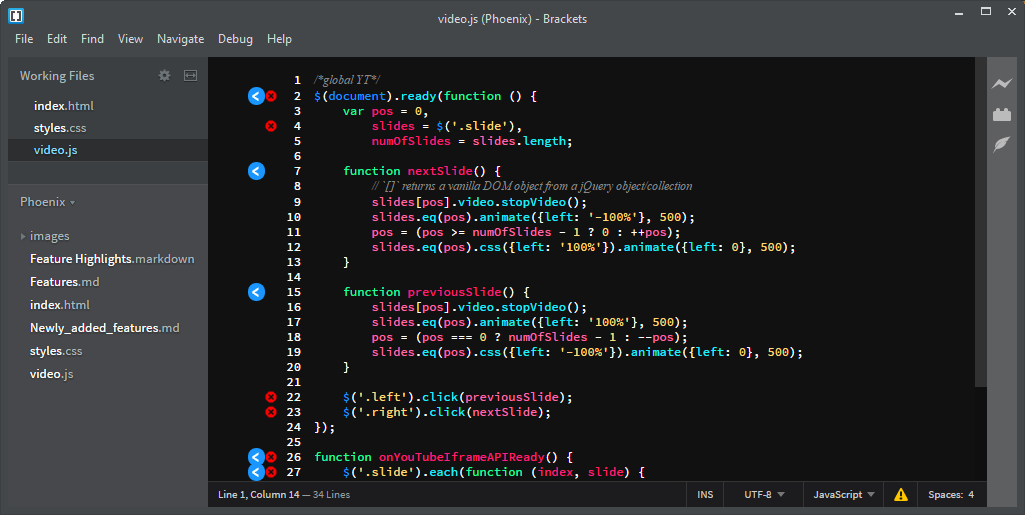 video.js (Phoenix) - Brackets
File Edit Find View Navigate Debug Help
Working Files
index.html
styles.css
video.js
Phoenix
images
Feature Highlights.markdown
Features.md
index.html
Newly_added_features.md
styles.css
video.js
1 /*global YT*/
2 $(document).ready(function () {
3 var pos = 0,
4 slides = $('.slide'),
5 numOfSlides = slides.length;
6
7 function nextSlide() {
8 // `[]` returns a vanilla DOM object from a jQuery object/collection
9 slides[pos].video.stopVideo();
10 slides.eq(pos).animate({left: '-100%'}, 500);
11 pos = (pos >= numOfSlides - 1 ? 0 : ++pos);
12 slides.eq(pos).css({left: '100%'}).animate({left: 0}, 500);
13 }
14
15 function previousSlide() {
16 slides[pos].video.stopVideo();
17 slides.eq(pos).animate({left: '100%'}, 500);
18 pos = (pos === 0 ? numOfSlides - 1 : --pos);
19 slides.eq(pos).css({left: '-100%'}).animate({left: 0}, 500);
20 }
21
22 $('.left').click(previousSlide);
23 $('.right').click(nextSlide);
24 });
25
26 function onYouTubeIframeAPIReady() {
27 $('.slide').each(function (index, slide) {
Line 1, Column 14 — 34 Lines INS UTF-8 JavaScript Spaces: 4